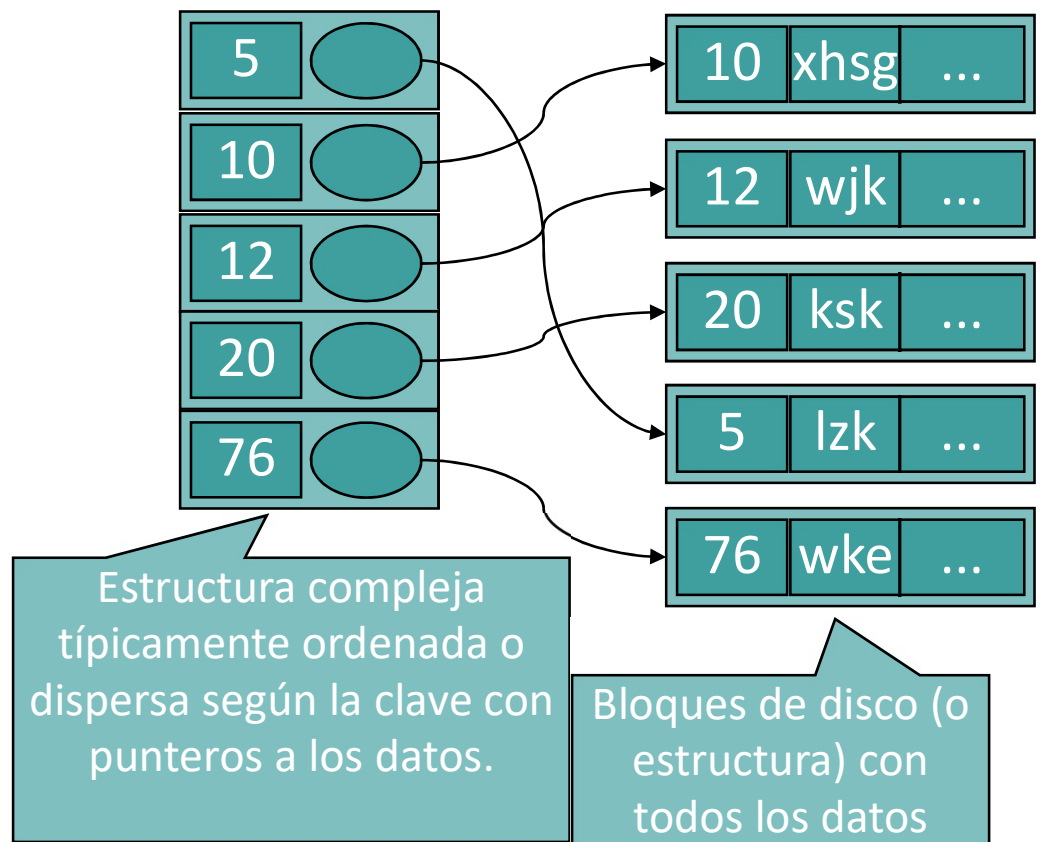 5
10
12
20
76
10 xhsg ...
12 wjk ...
20 ksk ...
5 lzk ...
76 wke ...
Estructura compleja
típicamente ordenada o
dispersa según la clave con
punteros a los datos.
Bloques de disco (o
estructura) con
todos los datos